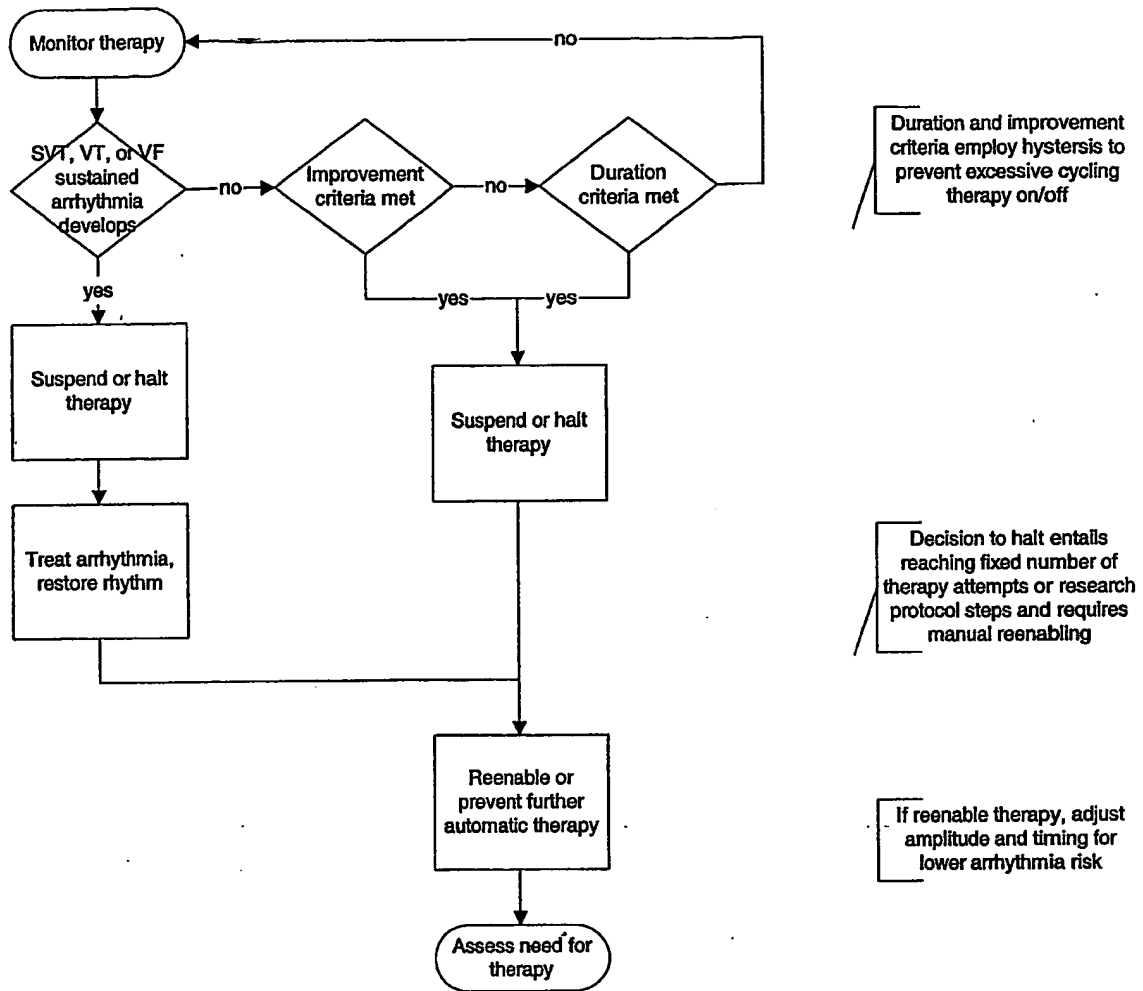 Monitor therapy
no
SVT, VT, or VF
sustained
arrhythmia
develops
no
Improvement
criteria met
no
Duration
criteria met
Duration and improvement
criteria employ hystersis to
prevent excessive cycling
therapy on/off
yes
yes
yes
Suspend or halt
therapy
Suspend or halt
therapy
Treat arrhythmia,
restore rhythm
Decision to halt entails
reaching fixed number of
therapy attempts or research
protocol steps and requires
manual reenabling
Reenable or
prevent further
automatic therapy
If reenable therapy, adjust
amplitude and timing for
lower arrhythmia risk
Assess need for
therapy